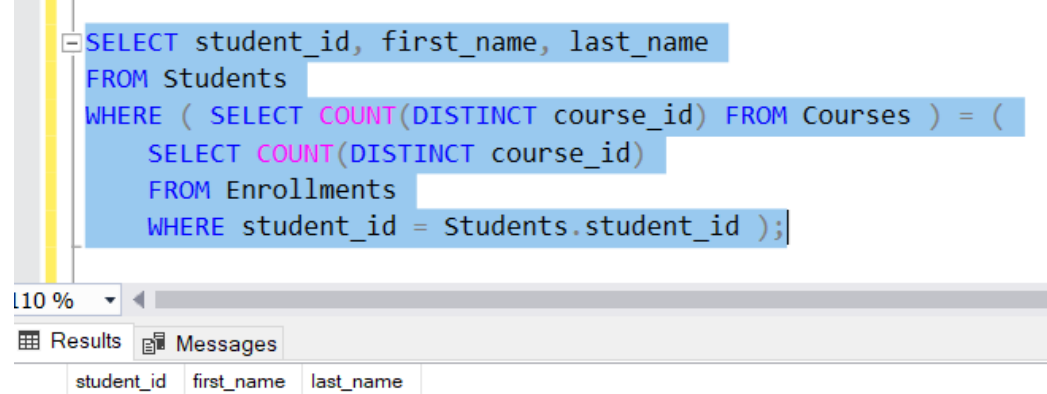 SELECT student_id, first_name, last_name
FROM Students
WHERE ( SELECT COUNT(DISTINCT course_id) FROM Courses ) = (
SELECT COUNT(DISTINCT course_id)
FROM Enrollments
WHERE student_id = Students.student_id );
110 %
Results Messages
student_id first_name last_name